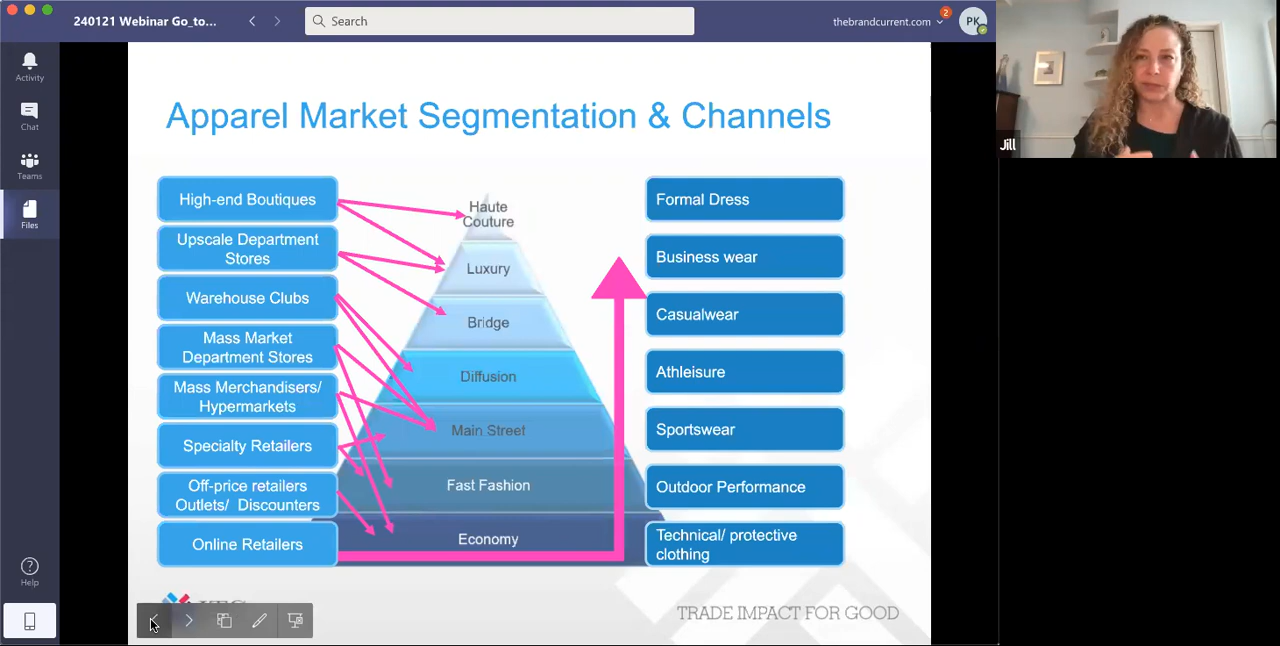 240121 Webinar Go_to...
Search
thebrandcurrent.com
2
PK
Activity
Chat
Teams
Files
Help
Jill
Apparel Market Segmentation & Channels
High-end Boutiques
Upscale Department
Stores
Warehouse Clubs
Mass Market
Department Stores
Mass Merchandisers/
Hypermarkets
Specialty Retailers
Off-price retailers
Outlets/ Discounters
Online Retailers
Haute
Couture
Luxury
Bridge
Diffusion
Main Street
Fast Fashion
Economy
Formal Dress
Business wear
Casualwear
Athleisure
Sportswear
Outdoor Performance
Technical/ protective
clothing
TRADE IMPACT FOR GOOD